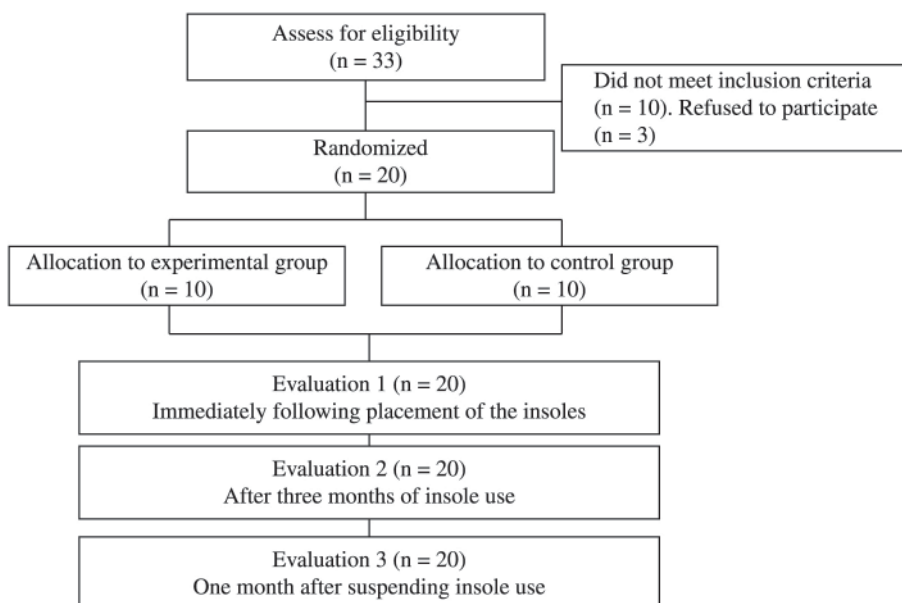 Assess for eligibility
(n = 33)
Did not meet inclusion criteria
(n = 10). Refused to participate
(n = 3)
Randomized
(n = 20)
Allocation to experimental group
(n = 10)
Allocation to control group
(n = 10)
Evaluation 1 (n = 20)
Immediately following placement of the insoles
Evaluation 2 (n = 20)
After three months of insole use
Evaluation 3 (n = 20)
One month after suspending insole use